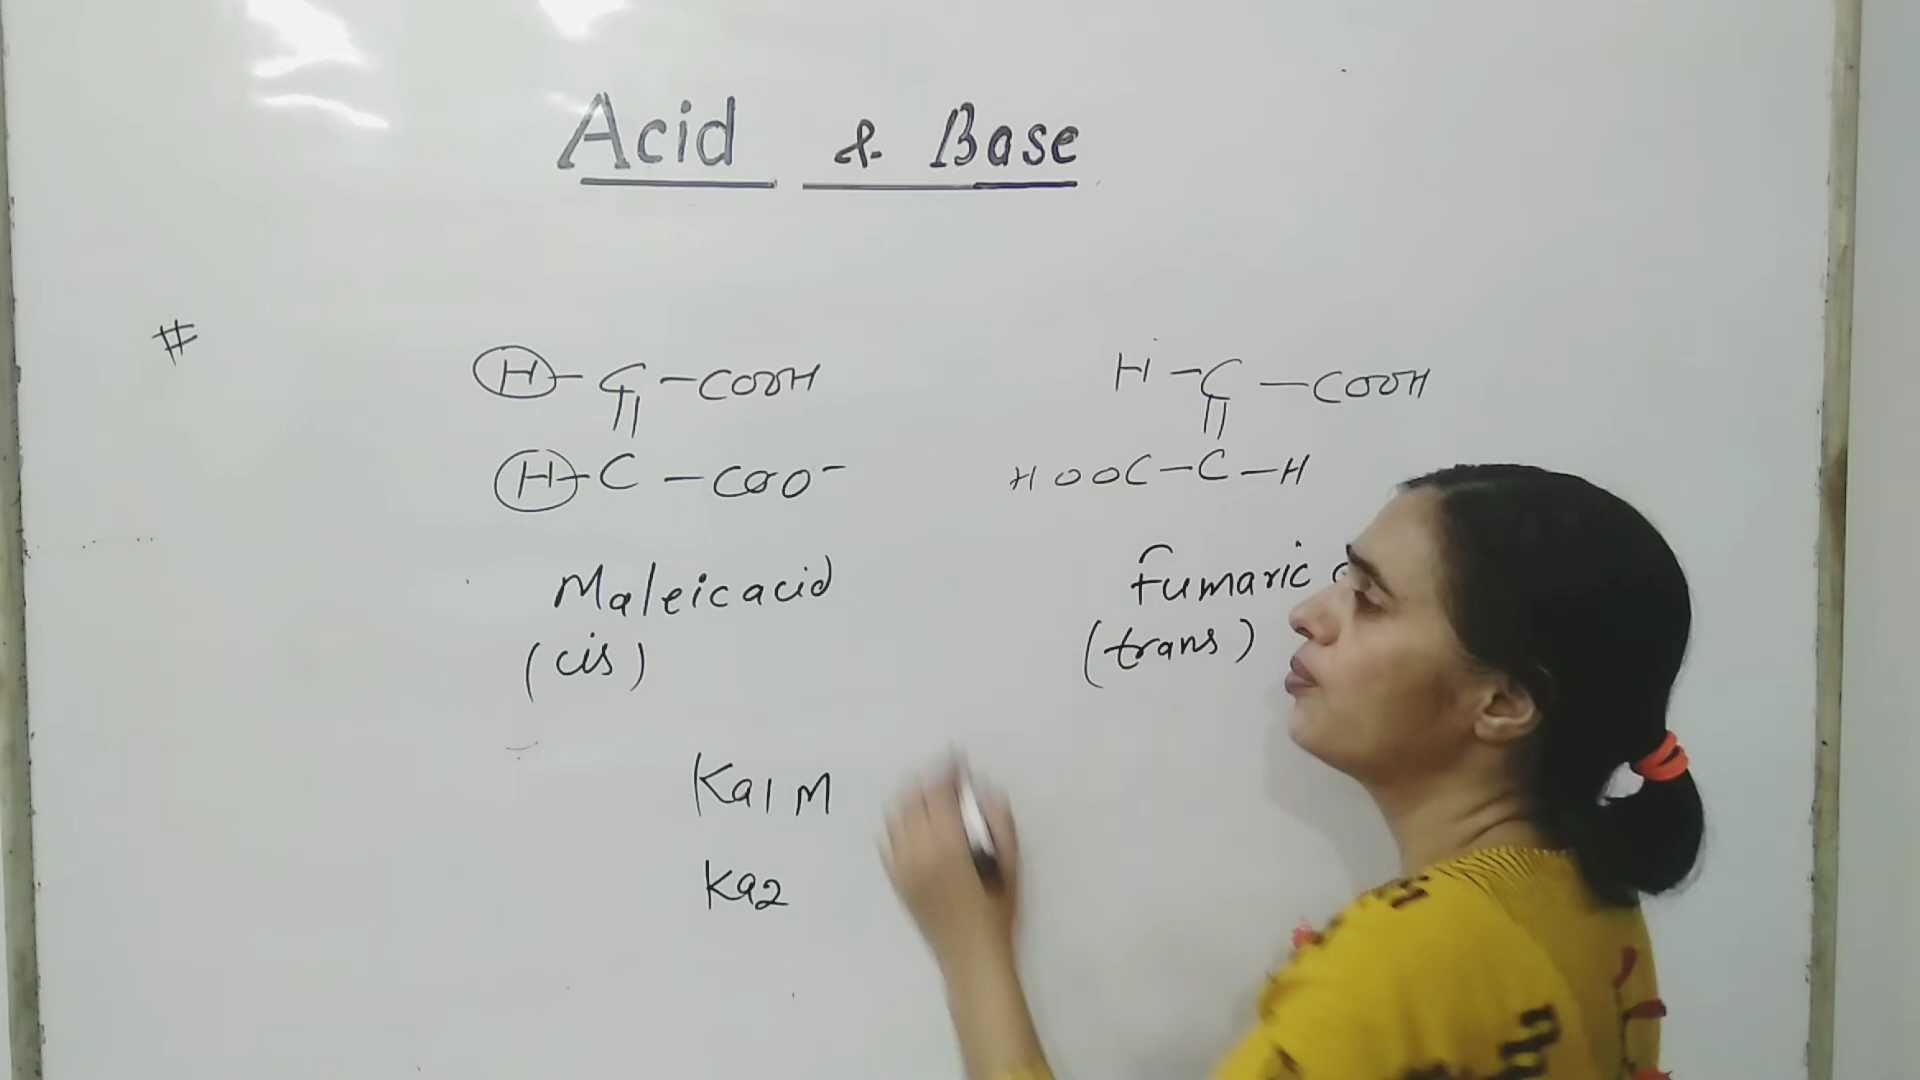 Acid & Base
#
H - C - COOH H - C - COOH
||  ||
H - C - COO⁻ HOOC - C - H
Maleic acid Fumaric
(cis) (trans)
Ka1 M
Ka2